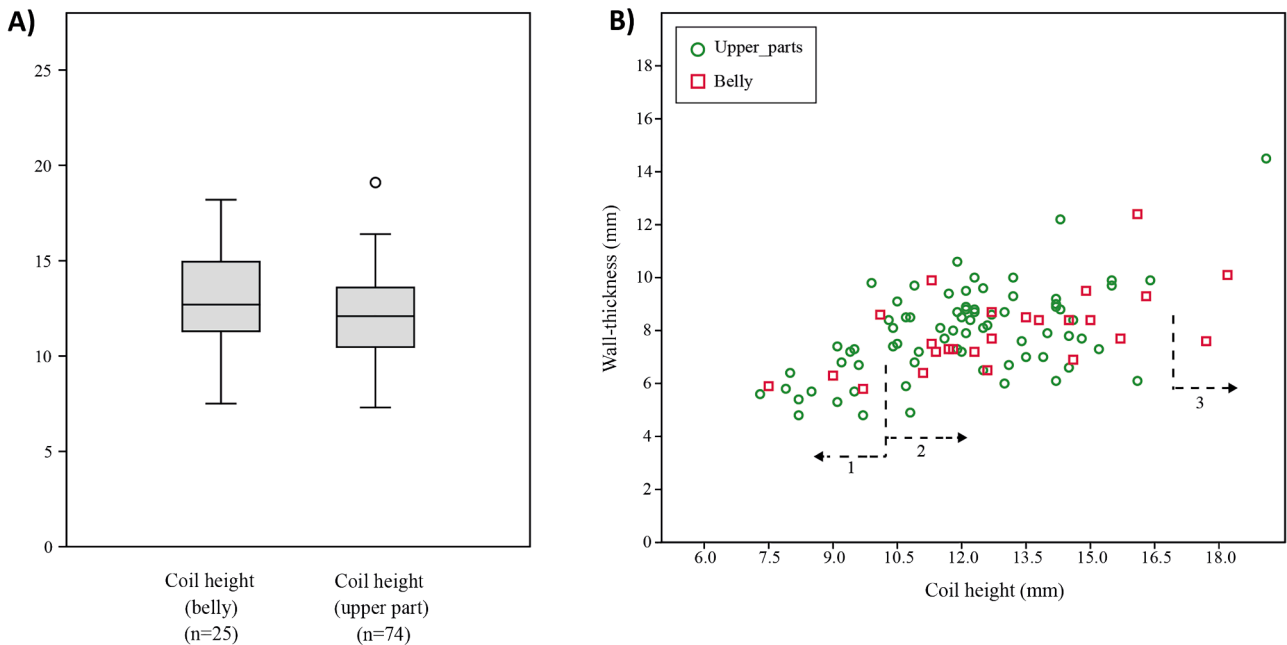 A)
25
20
15
10
5
0
Coil height
(belly)
(n=25)
Coil height
(upper part)
(n=74)
B)
Upper_parts
Belly
Wall-thickness (mm)
18
16
14
12
10
8
6
4
2
0
1
2
3
6.0 7.5 9.0 10.5 12.0 13.5 15.0 16.5 18.0
Coil height (mm)